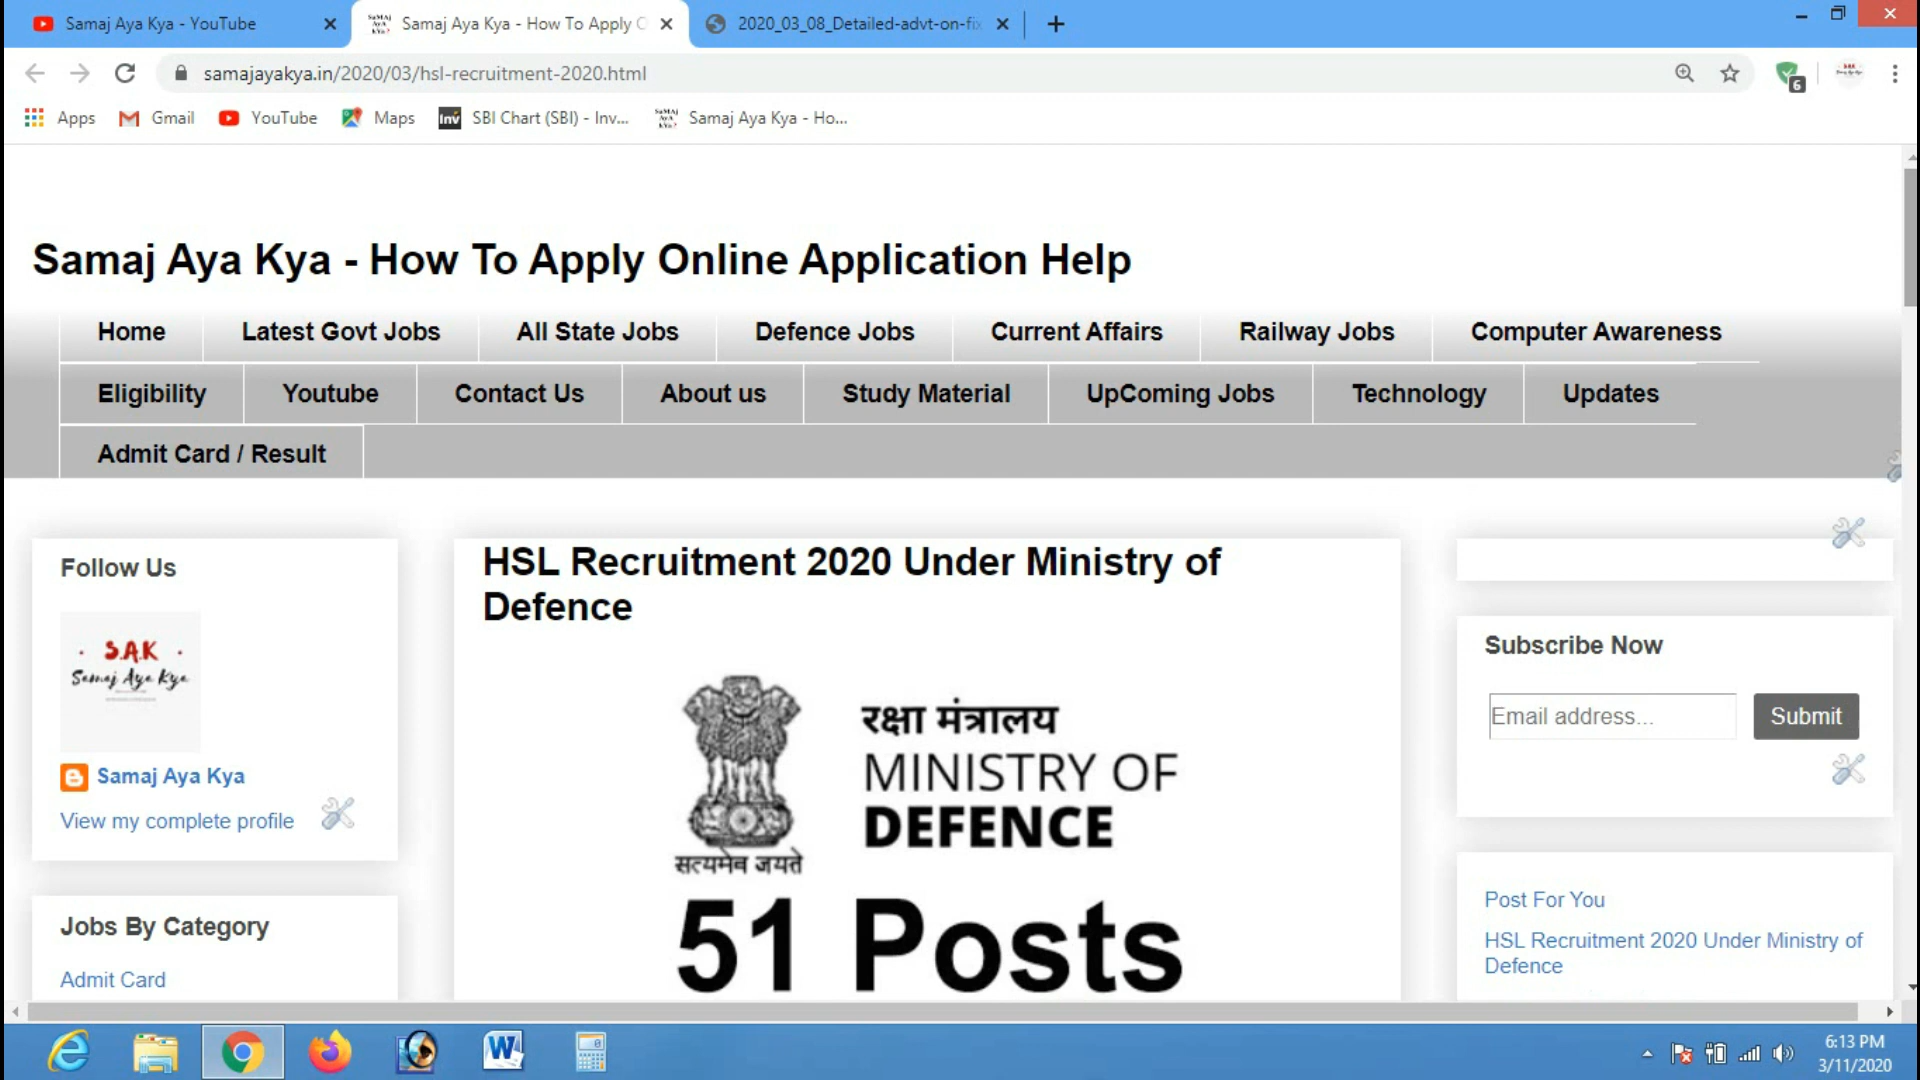 Samaj Aya Kya - YouTube
Samaj Aya Kya - How To Apply O
2020_03_08_Detailed-advt-on-fix
samajayakya.in/2020/03/hsl-recruitment-2020.html
6
Apps
Gmail
YouTube
Maps
Inv
SBI Chart (SBI) - Inv...
Samaj Aya Kya - Ho...
Samaj Aya Kya - How To Apply Online Application Help
Home
Latest Govt Jobs
All State Jobs
Defence Jobs
Current Affairs
Railway Jobs
Computer Awareness
Eligibility
Youtube
Contact Us
About us
Study Material
UpComing Jobs
Technology
Updates
Admit Card / Result
Follow Us
S.A.K
Samaj Aya Kya
Samaj Aya Kya
View my complete profile
Jobs By Category
Admit Card
HSL Recruitment 2020 Under Ministry of
Defence
सत्यमेव जयते
रक्षा मंत्रालय
MINISTRY OF
DEFENCE
51 Posts
Subscribe Now
Email address...
Submit
Post For You
HSL Recruitment 2020 Under Ministry of
Defence
6:13 PM
3/11/2020